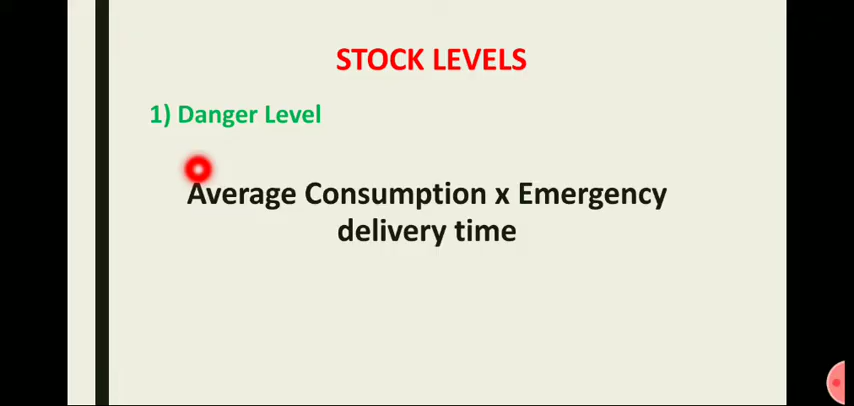 STOCK LEVELS
1) Danger Level
Average Consumption x Emergency
delivery time